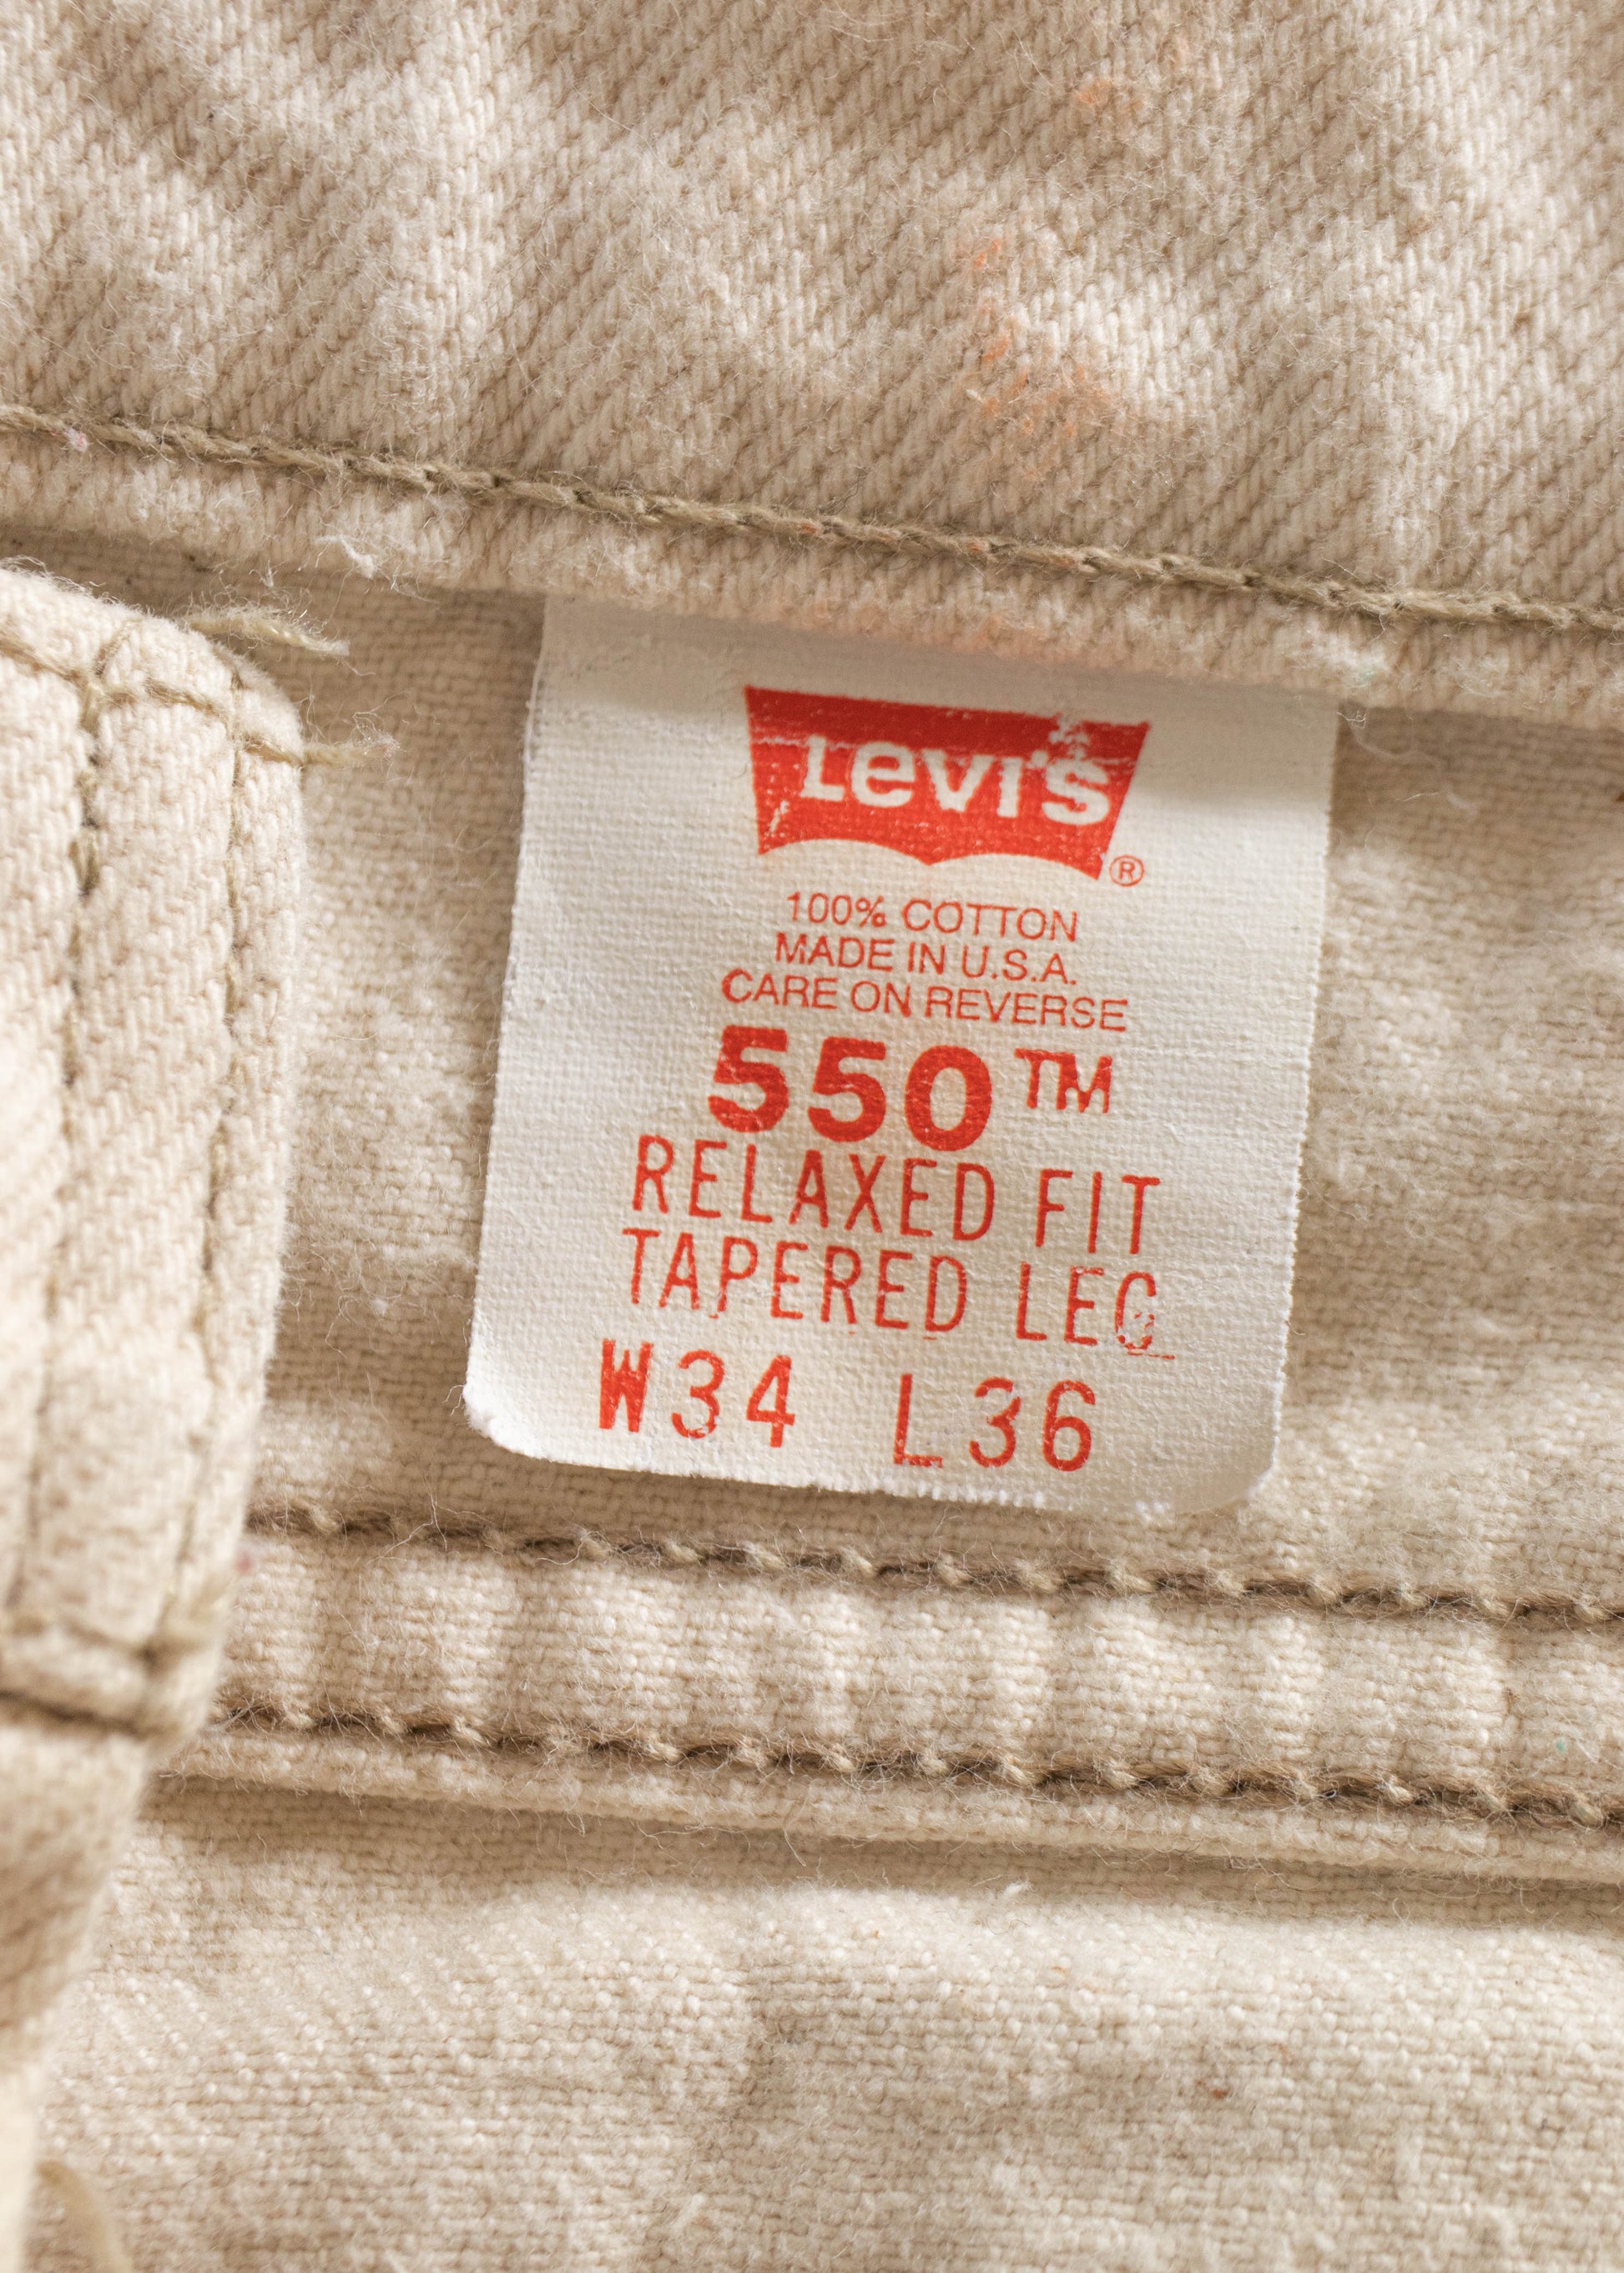 Levi's
®
100% COTTON
MADE IN U.S.A.
CARE ON REVERSE
550™
RELAXED FIT
TAPERED LEG
W34 L36